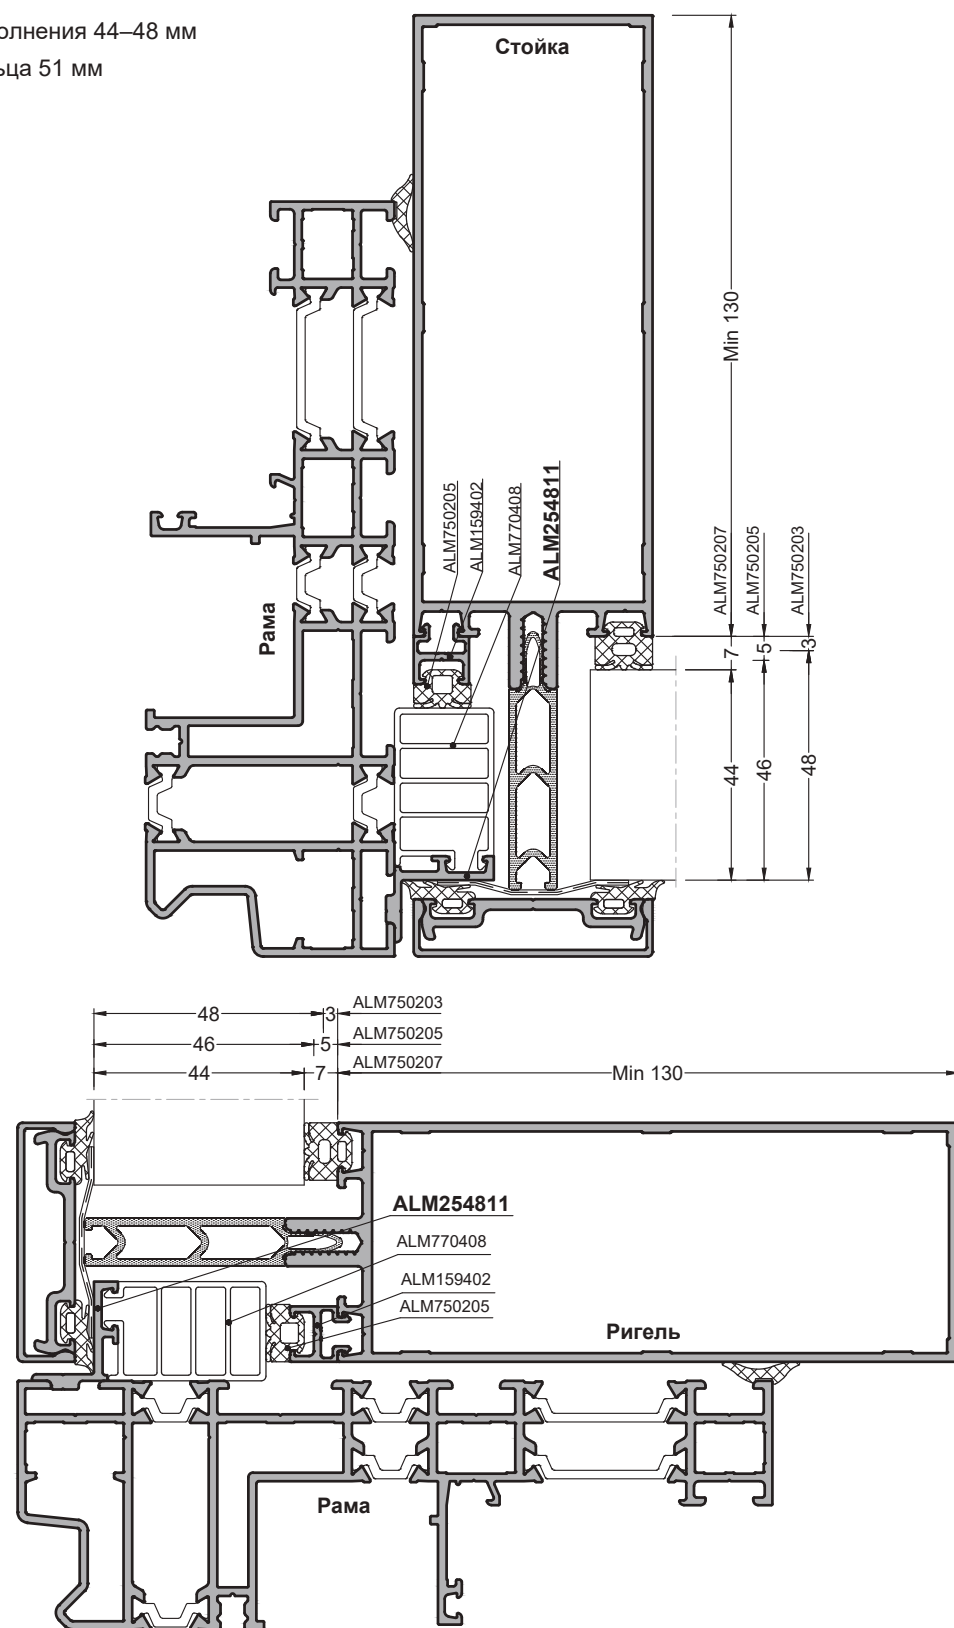 олнения 44–48 мм
ьца 51 мм
Стойка
Min 130
Рама
ALM750205
ALM159402
ALM770408
ALM254811
ALM750207
ALM750205
ALM750203
7
5
3
44
46
48
48
3
ALM750203
46
5
ALM750205
44
7
ALM750207
Min 130
ALM254811
ALM770408
ALM159402
ALM750205
Ригель
Рама